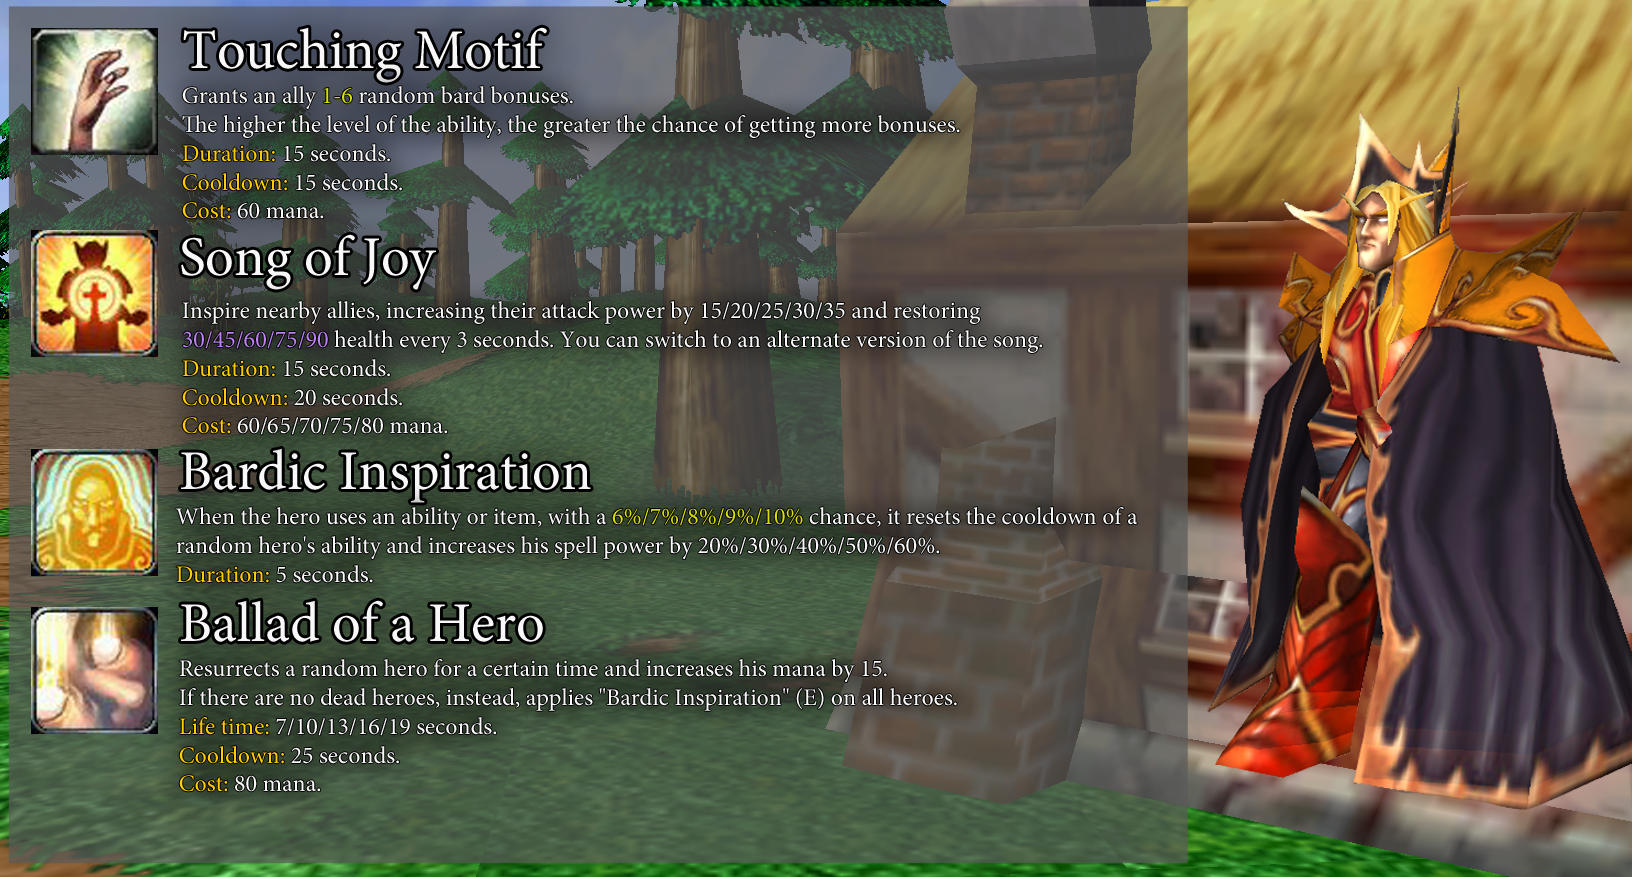 Touching Motif
Grants an ally 1-6 random bard bonuses.
The higher the level of the ability, the greater the chance of getting more bonuses.
Duration: 15 seconds.
Cooldown: 15 seconds.
Cost: 60 mana.
Song of Joy
Inspire nearby allies, increasing their attack power by 15/20/25/30/35 and restoring
30/45/60/75/90 health every 3 seconds. You can switch to an alternate version of the song.
Duration: 15 seconds.
Cooldown: 20 seconds.
Cost: 60/65/70/75/80 mana.
Bardic Inspiration
When the hero uses an ability or item, with a 6%/7%/8%/9%/10% chance, it resets the cooldown of a
random hero's ability and increases his spell power by 20%/30%/40%/50%/60%.
Duration: 5 seconds.
Ballad of a Hero
Resurrects a random hero for a certain time and increases his mana by 15.
If there are no dead heroes, instead, applies "Bardic Inspiration" (E) on all heroes.
Life time: 7/10/13/16/19 seconds.
Cooldown: 25 seconds.
Cost: 80 mana.